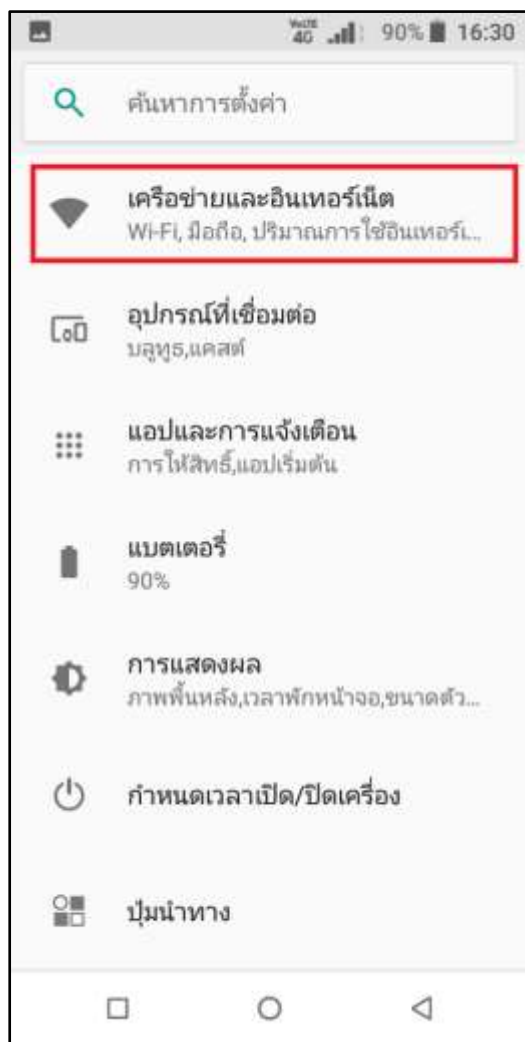 VoLTE 4G 90% 16:30
ค้นหาการตั้งค่า
เครือข่ายและอินเทอร์เน็ต
Wi-Fi, มือถือ, ปริมาณการใช้อินเทอร์เ...
อุปกรณ์ที่เชื่อมต่อ
บลูทูธ,แคสต์
แอปและการแจ้งเตือน
การให้สิทธิ์,แอปเริ่มต้น
แบตเตอรี่
90%
การแสดงผล
ภาพพื้นหลัง,เวลาพักหน้าจอ,ขนาดตัว...
กำหนดเวลาเปิด/ปิดเครื่อง
ปุ่มนำทาง